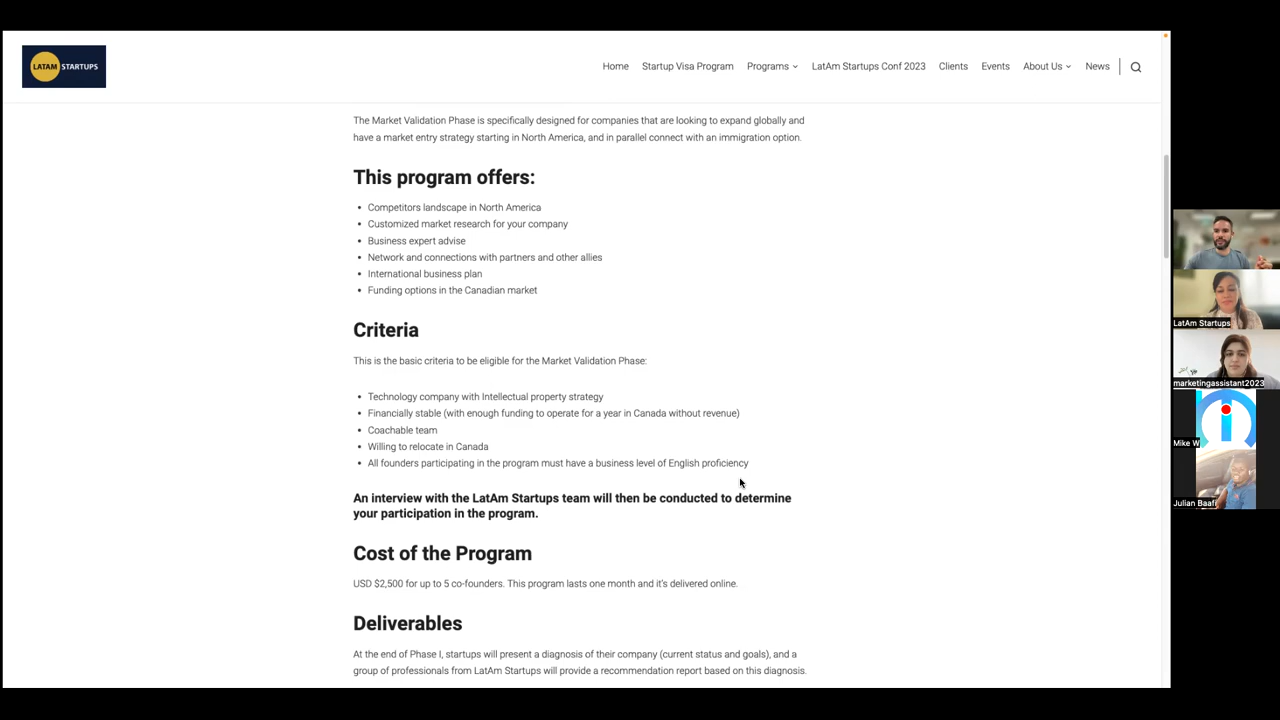 LATAM STARTUPS
Home Startup Visa Program Programs LatAm Startups Conf 2023 Clients Events About Us News
The Market Validation Phase is specifically designed for companies that are looking to expand globally and
have a market entry strategy starting in North America, and in parallel connect with an immigration option.
This program offers:
• Competitors landscape in North America
• Customized market research for your company
• Business expert advise
• Network and connections with partners and other allies
• International business plan
• Funding options in the Canadian market
Criteria
This is the basic criteria to be eligible for the Market Validation Phase:
• Technology company with Intellectual property strategy
• Financially stable (with enough funding to operate for a year in Canada without revenue)
• Coachable team
• Willing to relocate in Canada
• All founders participating in the program must have a business level of English proficiency
An interview with the LatAm Startups team will then be conducted to determine
your participation in the program.
Cost of the Program
USD $2,500 for up to 5 co-founders. This program lasts one month and it's delivered online.
Deliverables
At the end of Phase I, startups will present a diagnosis of their company (current status and goals), and a
group of professionals from LatAm Startups will provide a recommendation report based on this diagnosis.
LatAm Startups
marketingassistant2023
Mike W
Julian Baafi